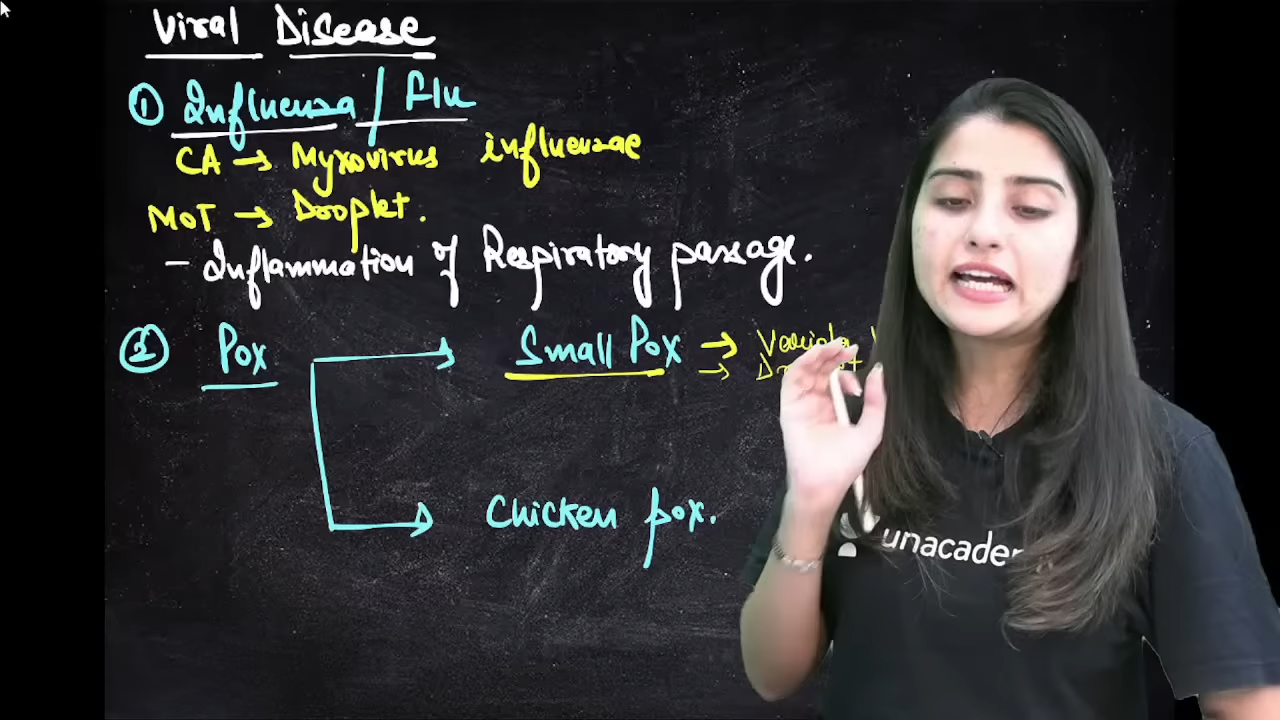 Viral Disease
① Influenza / Flu
CA → Myxovirus influenzae
MOT → Droplet.
- Inflammation of Respiratory passage.
② Pox → Small Pox →
→
→ Chicken pox.
unacadem